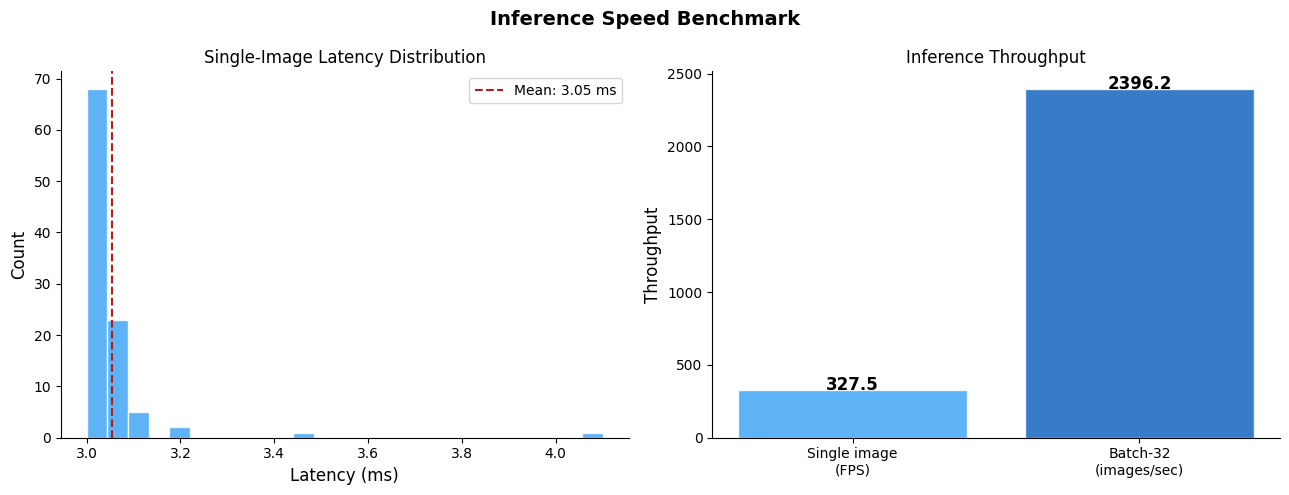 Inference Speed Benchmark
Single-Image Latency Distribution
Mean: 3.05 ms
70
60
50
40
30
20
10
0
Count
3.0 3.2 3.4 3.6 3.8 4.0
Latency (ms)
Inference Throughput
2500
2000
1500
1000
500
0
Throughput
327.5
2396.2
Single image
(FPS)
Batch-32
(images/sec)